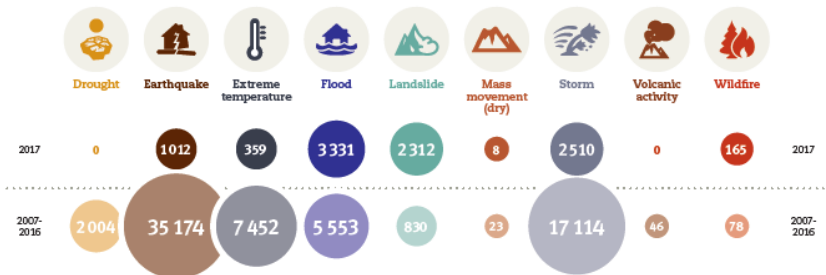 Drought Earthquake Extreme temperature Flood Landslide Mass movement (dry) Storm Volcanic activity Wildfire
2017 0 1 012 359 3 331 2 312 8 2 510 0 165 2017
2007-2016 2 004 35 174 7 452 5 553 830 23 17 114 46 78 2007-2016